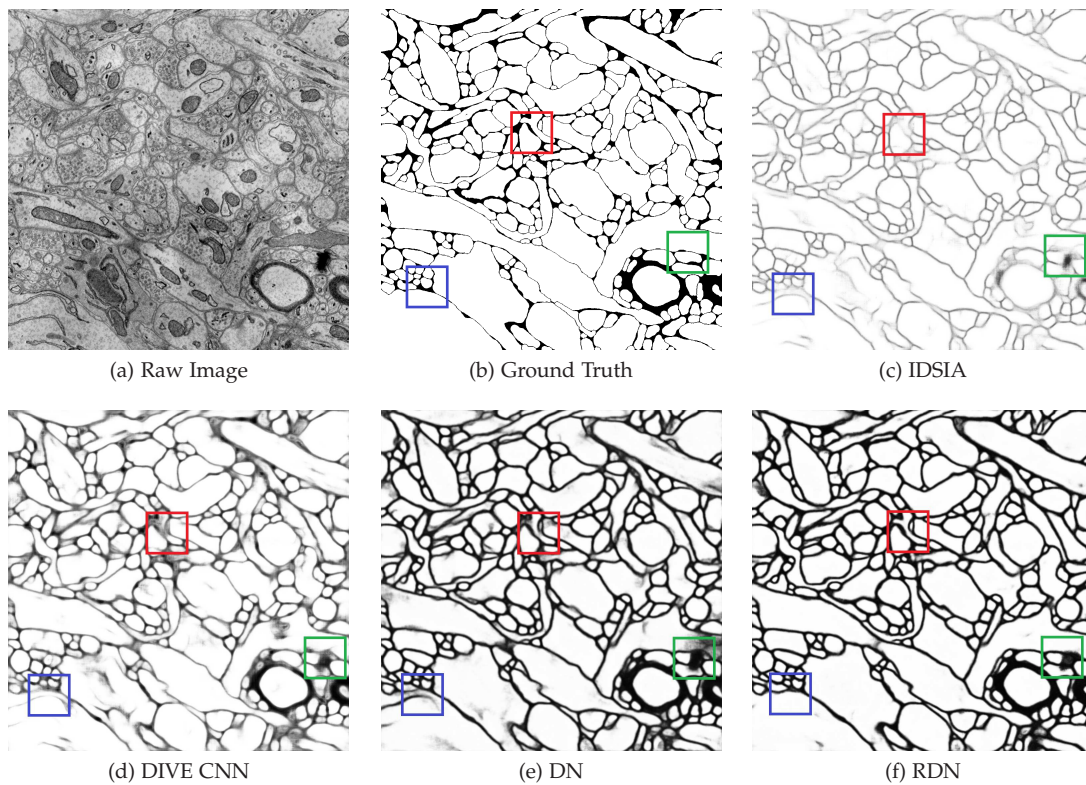 (a) Raw Image
(b) Ground Truth
(c) IDSIA
(d) DIVE CNN
(e) DN
(f) RDN